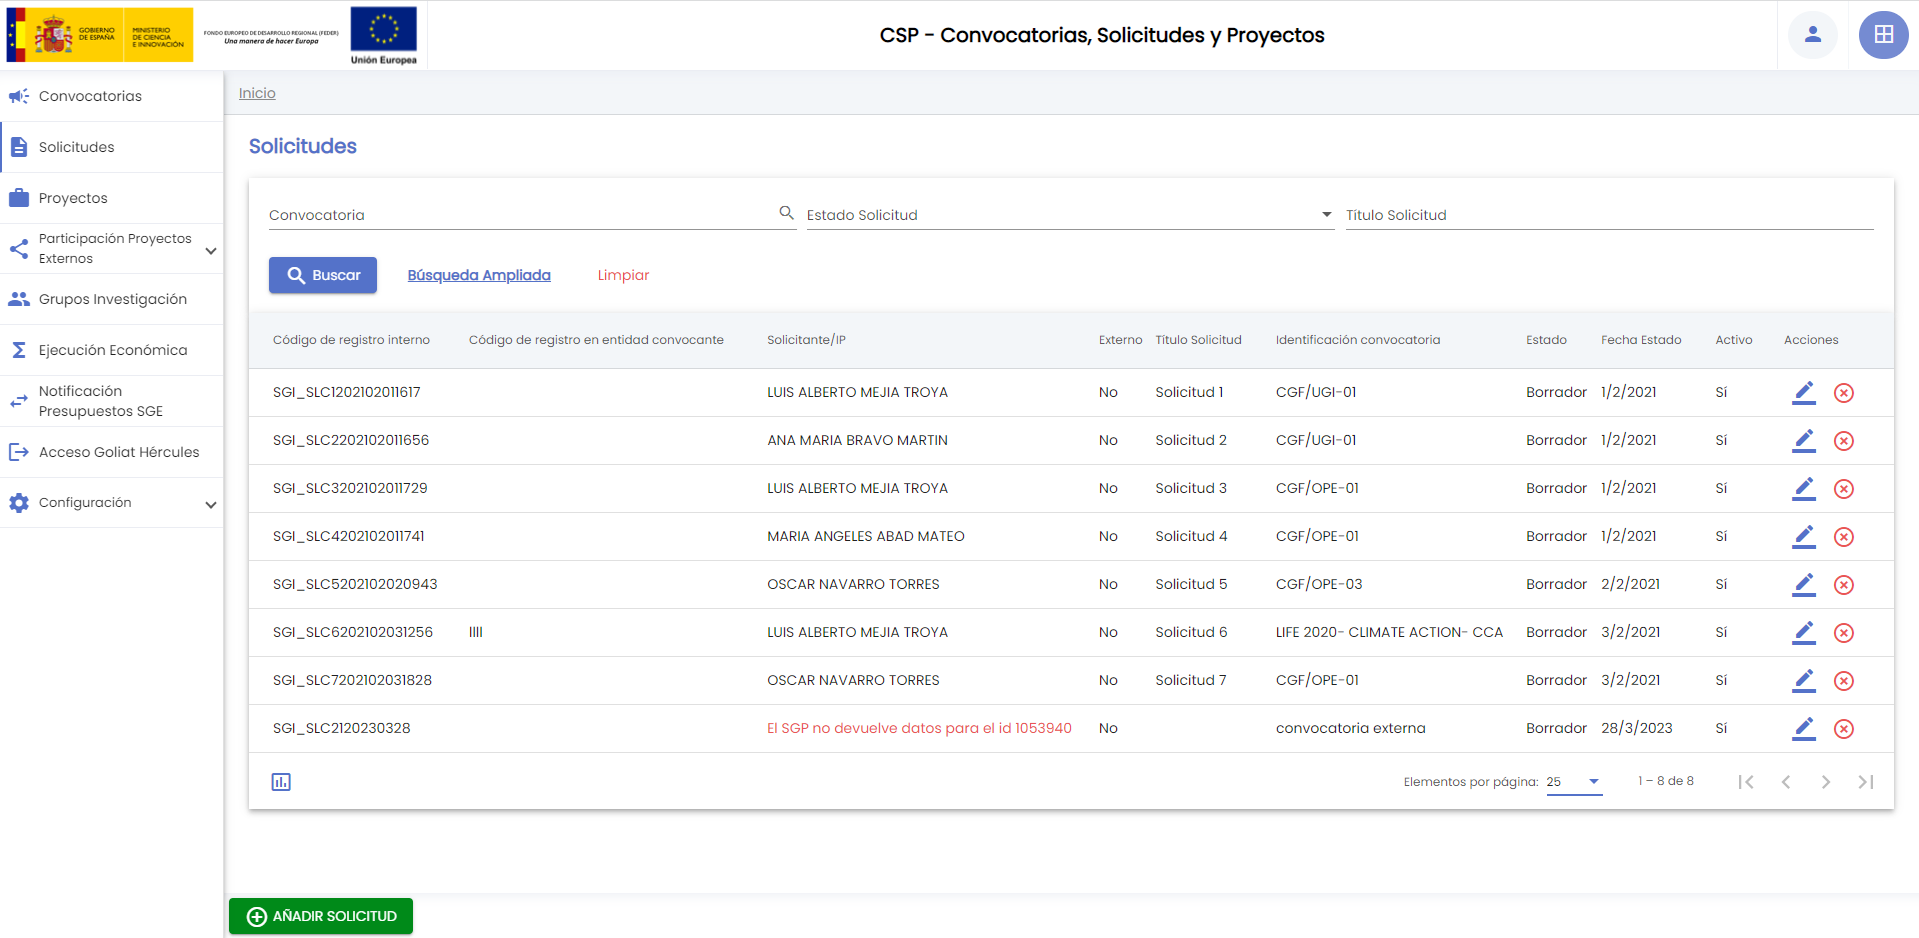 GOBIERNO DE ESPAÑA
MINISTERIO DE CIENCIA E INNOVACIÓN
FONDO EUROPEO DE DESARROLLO REGIONAL (FEDER)
Una manera de hacer Europa
Unión Europea
CSP - Convocatorias, Solicitudes y Proyectos
Convocatorias
Solicitudes
Proyectos
Participación Proyectos
Externos
Grupos Investigación
Ejecución Económica
Notificación
Presupuestos SGE
Acceso Goliat Hércules
Configuración
Inicio
Solicitudes
Convocatoria Estado Solicitud Título Solicitud
Buscar Búsqueda Ampliada Limpiar
Código de registro interno Código de registro en entidad convocante Solicitante/IP Externo Título Solicitud Identificación convocatoria Estado Fecha Estado Activo Acciones
SGI_SLC1202102011617 LUIS ALBERTO MEJIA TROYA No Solicitud 1 CGF/UGI-01 Borrador 1/2/2021 Sí
SGI_SLC2202102011656 ANA MARIA BRAVO MARTIN No Solicitud 2 CGF/UGI-01 Borrador 1/2/2021 Sí
SGI_SLC3202102011729 LUIS ALBERTO MEJIA TROYA No Solicitud 3 CGF/OPE-01 Borrador 1/2/2021 Sí
SGI_SLC4202102011741 MARIA ANGELES ABAD MATEO No Solicitud 4 CGF/OPE-01 Borrador 1/2/2021 Sí
SGI_SLC5202102020943 OSCAR NAVARRO TORRES No Solicitud 5 CGF/OPE-03 Borrador 2/2/2021 Sí
SGI_SLC6202102031256 llll LUIS ALBERTO MEJIA TROYA No Solicitud 6 LIFE 2020- CLIMATE ACTION- CCA Borrador 3/2/2021 Sí
SGI_SLC7202102031828 OSCAR NAVARRO TORRES No Solicitud 7 CGF/OPE-01 Borrador 3/2/2021 Sí
SGI_SLC2120230328 El SGP no devuelve datos para el id 1053940 No convocatoria externa Borrador 28/3/2023 Sí
Elementos por página: 25 1 – 8 de 8
AÑADIR SOLICITUD